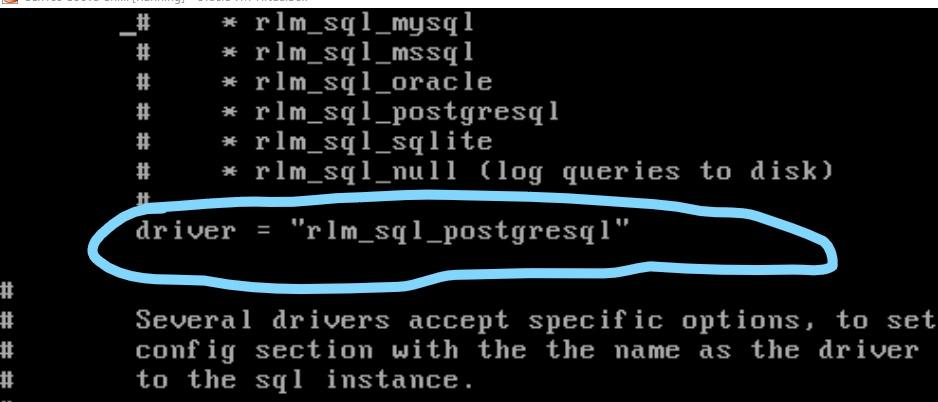 _#     * rlm_sql_mysql
#     * rlm_sql_mssql
#     * rlm_sql_oracle
#     * rlm_sql_postgresql
#     * rlm_sql_sqlite
#     * rlm_sql_null (log queries to disk)
#
driver = "rlm_sql_postgresql"
#
#        Several drivers accept specific options, to set
#        config section with the the name as the driver
#        to the sql instance.